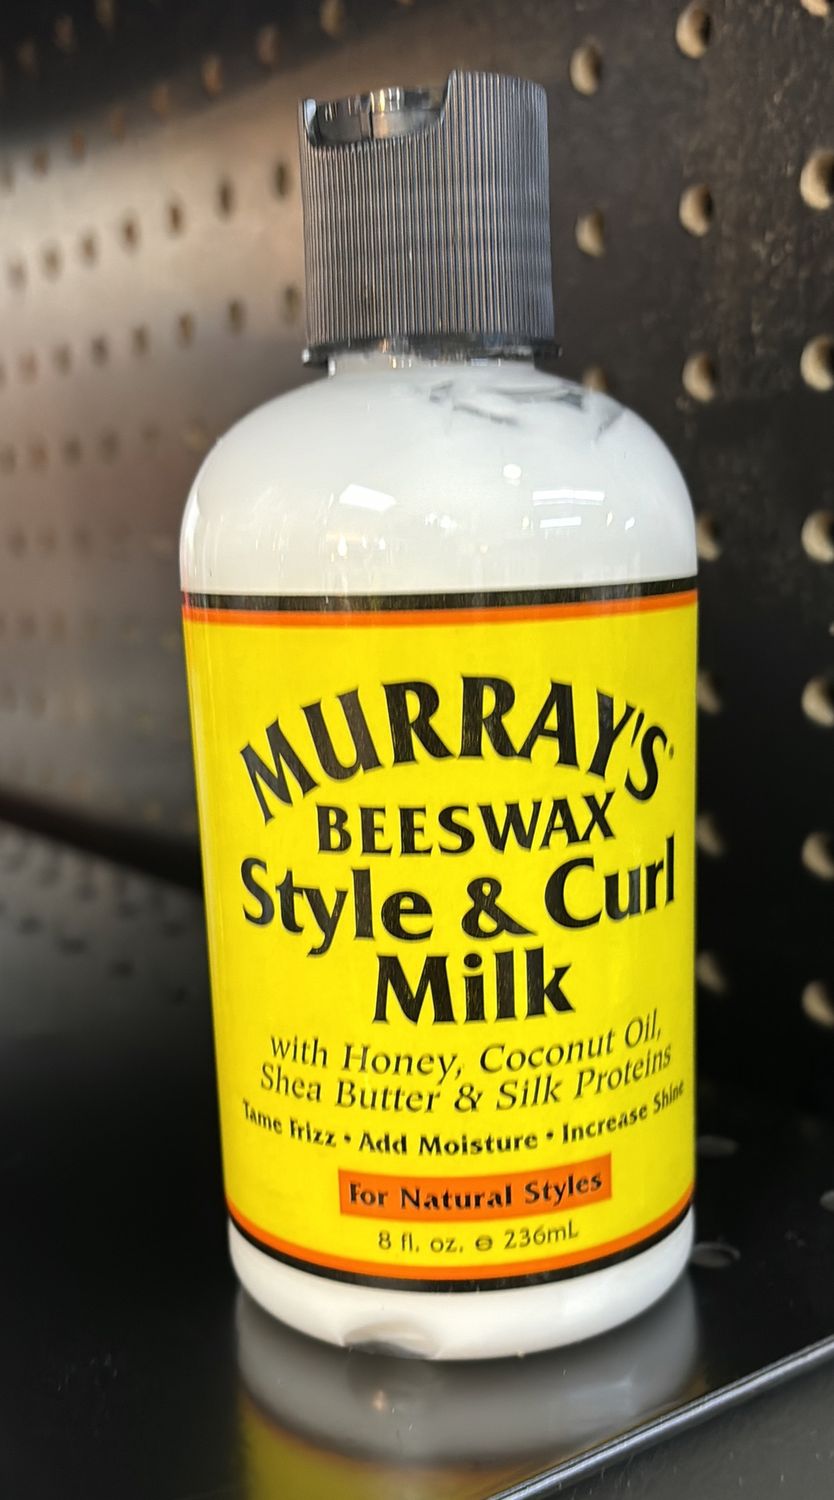 MURRAY'S
BEESWAX
Style & Curl
Milk
with Honey, Coconut Oil,
Shea Butter & Silk Proteins
Tame Frizz • Add Moisture • Increase Shine
For Natural Styles
8 fl. oz. ℮ 236mL